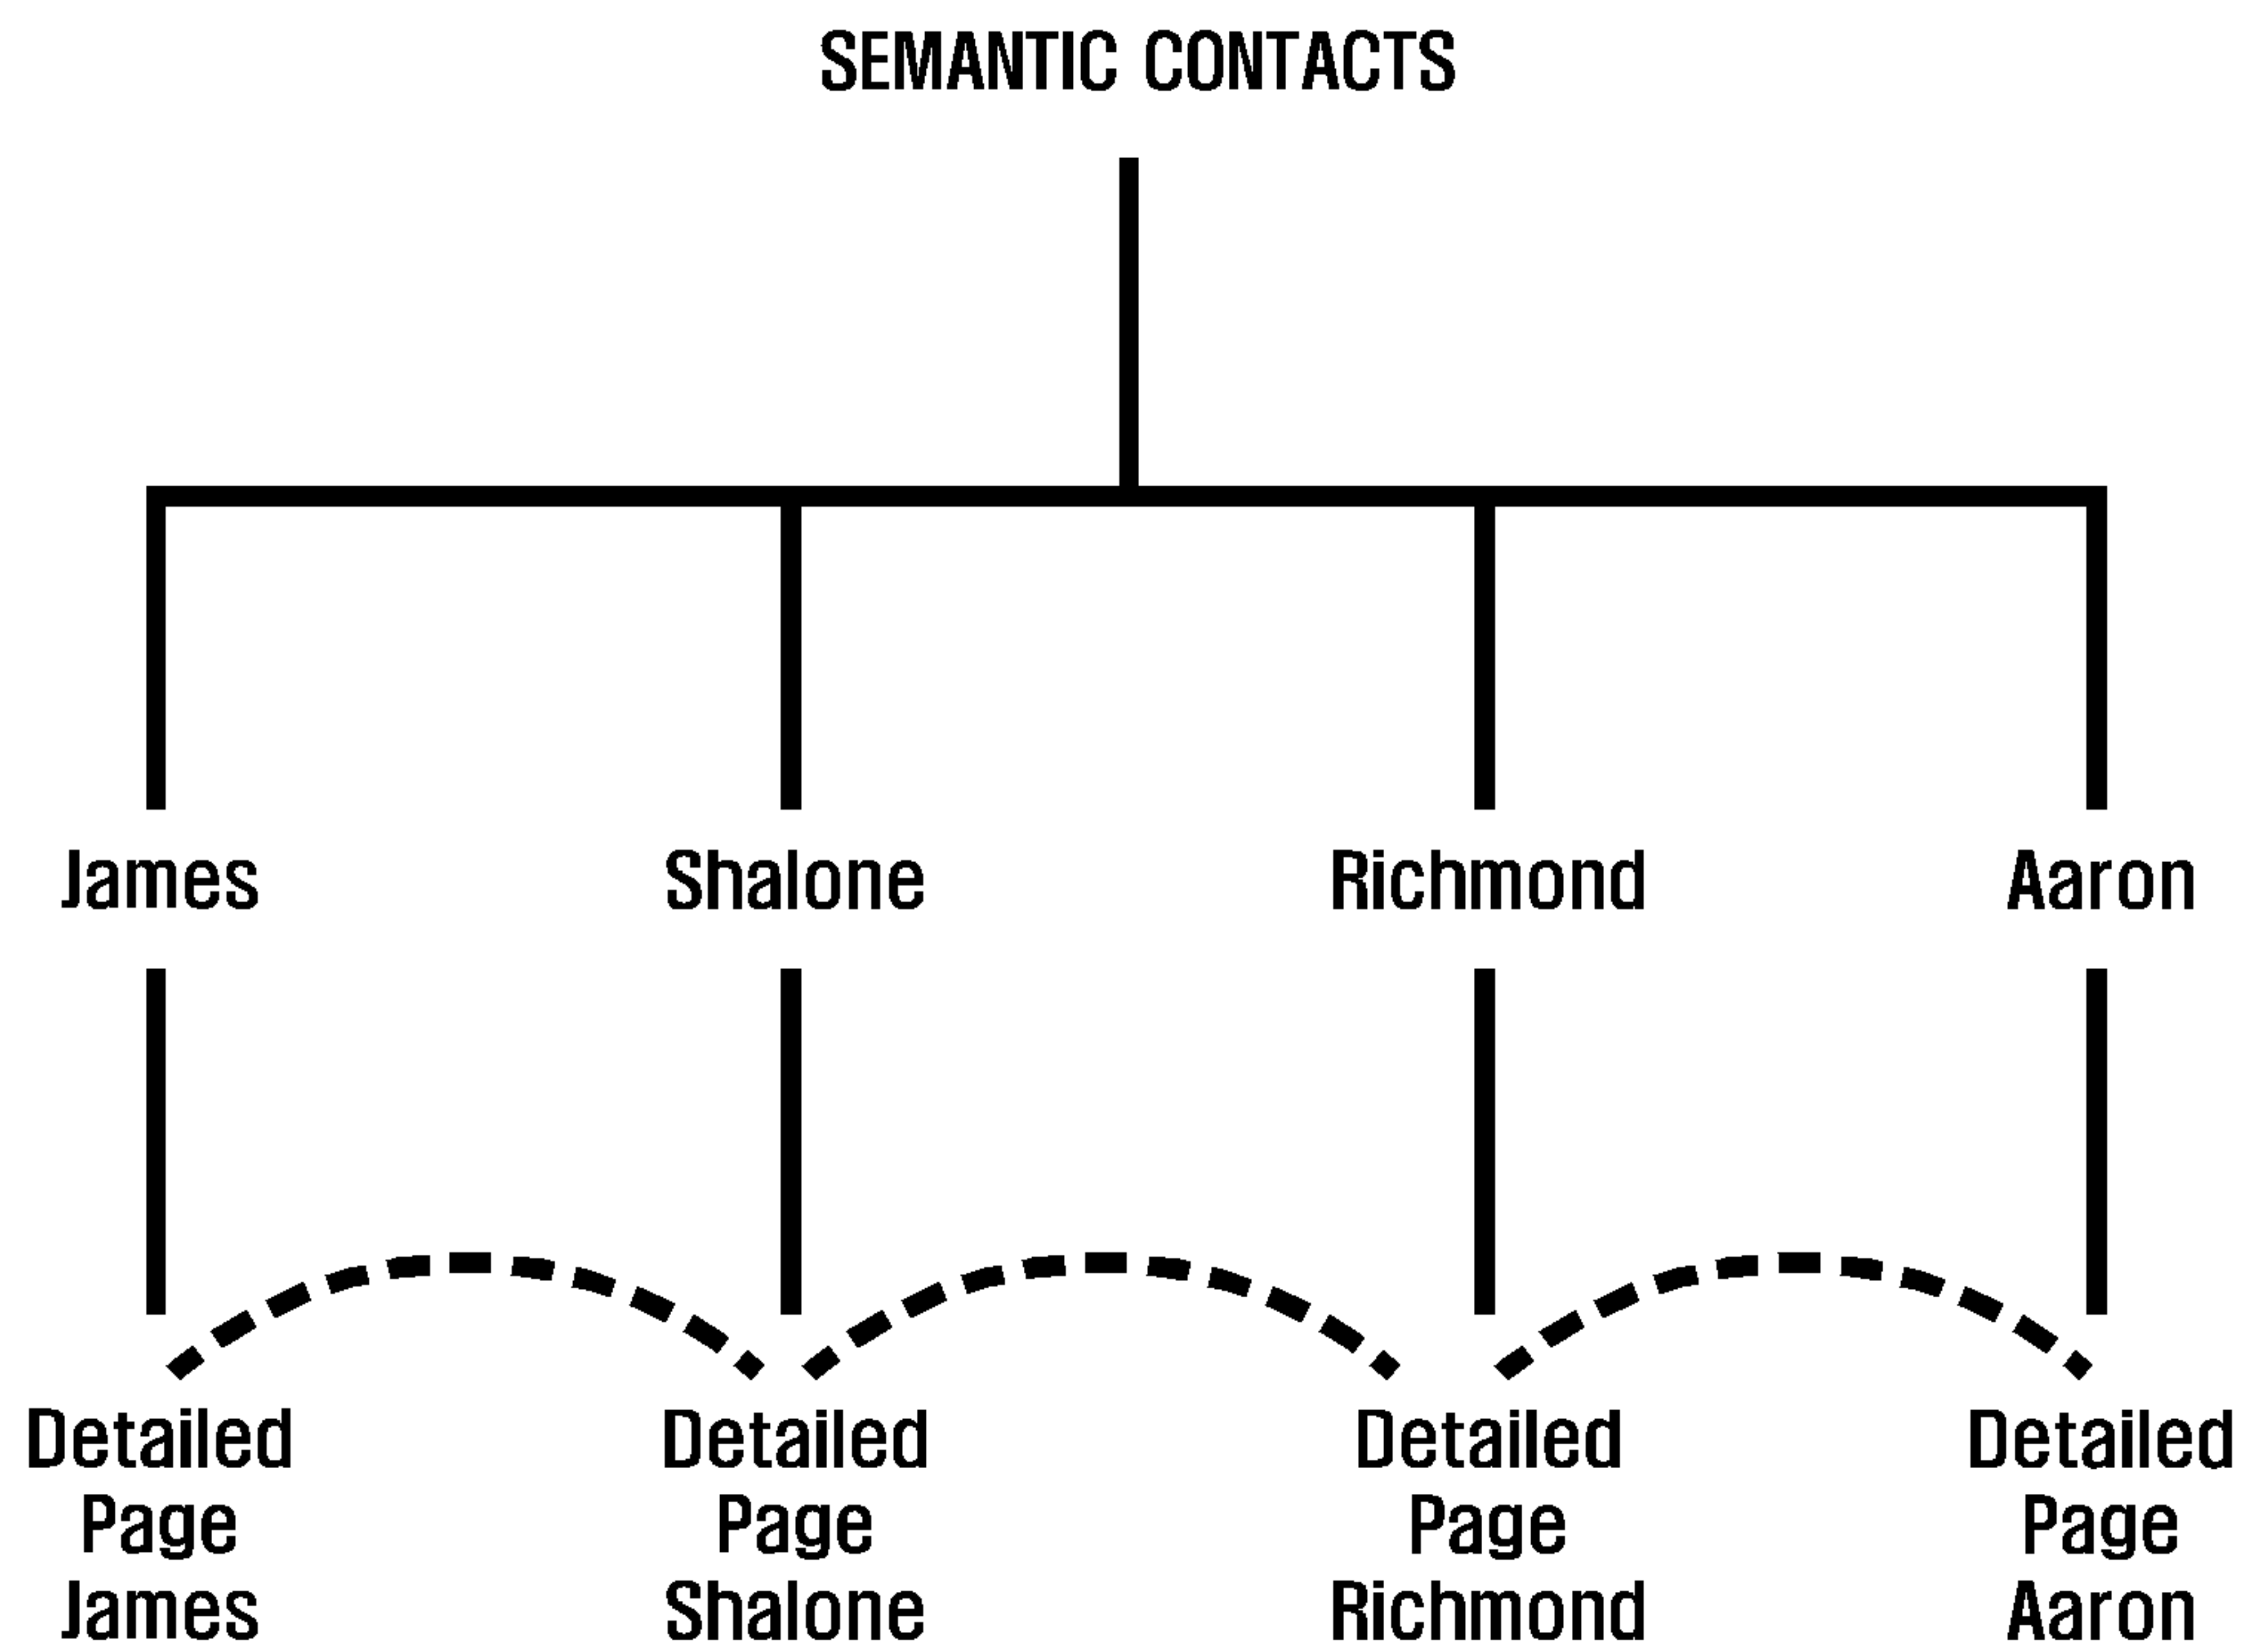 SEMANTIC CONTACTS
James
Shalone
Richmond
Aaron
Detailed
Page
James
Detailed
Page
Shalone
Detailed
Page
Richmond
Detailed
Page
Aaron